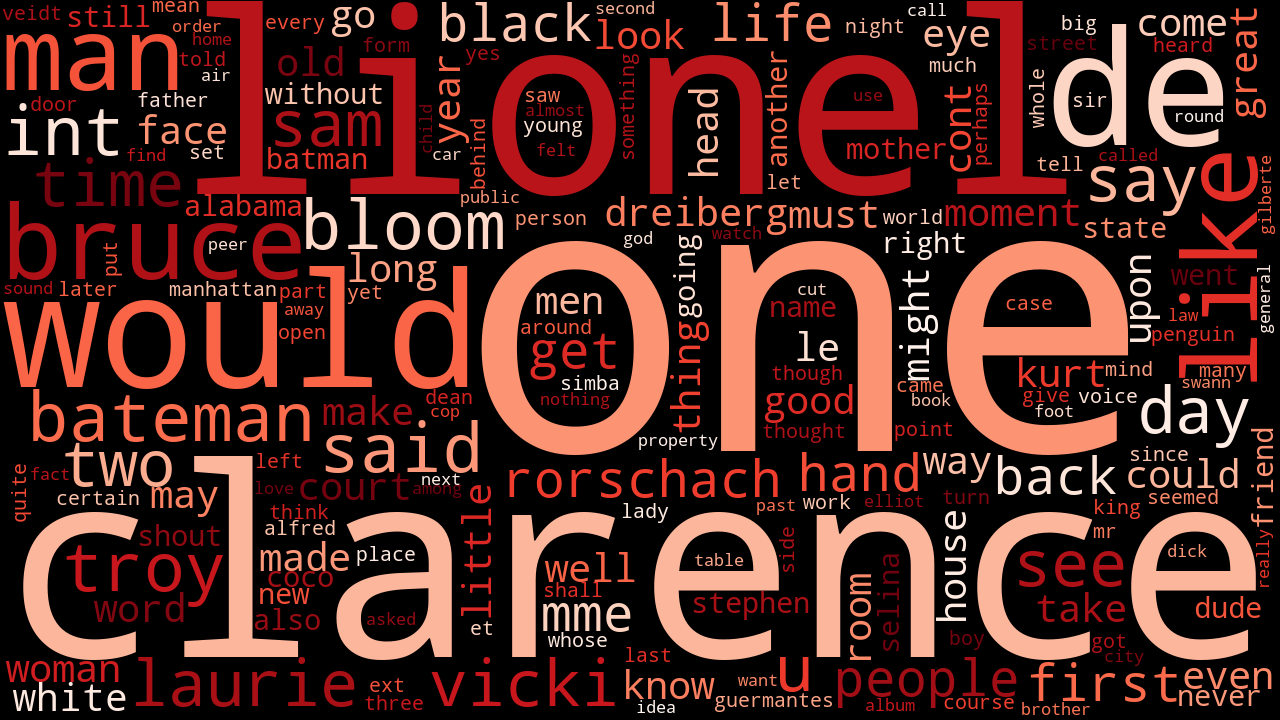 veidt
still
mean
order
home
told
air
every
go
form
old
black
yes
second
look
life
night
call
eye
much
big
street
come
heard
great
man
lionel
de
sir
round
whole
door
father
int
face
find
set
without
sam
batman
child
year
car
behind
saw
almost
young
felt
something
head
another
let
use
mother
cont
perhaps
tell
called
say
like
gilberte
time
alabama
bruce
peer
put
bloom
public
person
dreiberg
must
god
watch
world
moment
state
right
sound
later
manhattan
part
long
yet
away
open
would
one
men
around
get
simba
nothing
going
thing
property
cut
name
le
though
good
thought
might
came
book
point
upon
case
kurt
mind
give
voice
foot
went
law
penguin
many
swann
general
day
bateman
make
dean
cop
said
two
left
rorschach
hand
way
back
since
could
seemed
friend
quite
fact
certain
may
love
court
among
next
think
shout
alfred
little
lady
past
work
elliot
turn
king
mr
really
clarence
troy
made
place
coco
new
word
also
asked
et
well
shall
mme
whose
table
side
stephen
room
selina
house
boy
see
take
dick
got
city
dude
woman
white
laurie
ext
three
vicki
last
know
idea
want
u
guermantes
people
album
course
first
brother
even
never